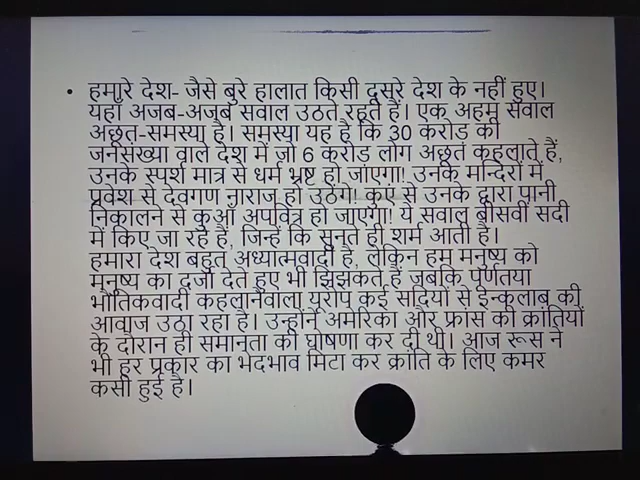 • हमारे देश- जैसे बुरे हालात किसी दूसरे देश के नहीं हुए।
यहाँ अजब-अजब सवाल उठते रहते हैं। एक अहम सवाल
अछूत-समस्या है। समस्या यह है कि 30 करोड़ की
जनसंख्या वाले देश में जो 6 करोड़ लोग अछूत कहलाते हैं,
उनके स्पर्श मात्र से धर्म भ्रष्ट हो जाएगा! उनके मन्दिरों में
प्रवेश से देवगण नाराज हो उठेंगे! कुएं से उनके द्वारा पानी
निकालने से कुआँ अपवित्र हो जाएगा! ये सवाल बीसवीं सदी
में किए जा रहे हैं, जिन्हें कि सुनते ही शर्म आती है।
हमारा देश बहुत अध्यात्मवादी है, लेकिन हम मनुष्य को
मनुष्य का दर्जा देते हुए भी झिझकते हैं जबकि पूर्णतया
भौतिकवादी कहलानेवाला यूरोप कई सदियों से इन्कलाब की
आवाज उठा रहा है। उन्होंने अमेरिका और फ्रांस की क्रांतियों
के दौरान ही समानता की घोषणा कर दी थी। आज रूस ने
भी हर प्रकार का भेदभाव मिटा कर क्रांति के लिए कमर
कसी हुई है।